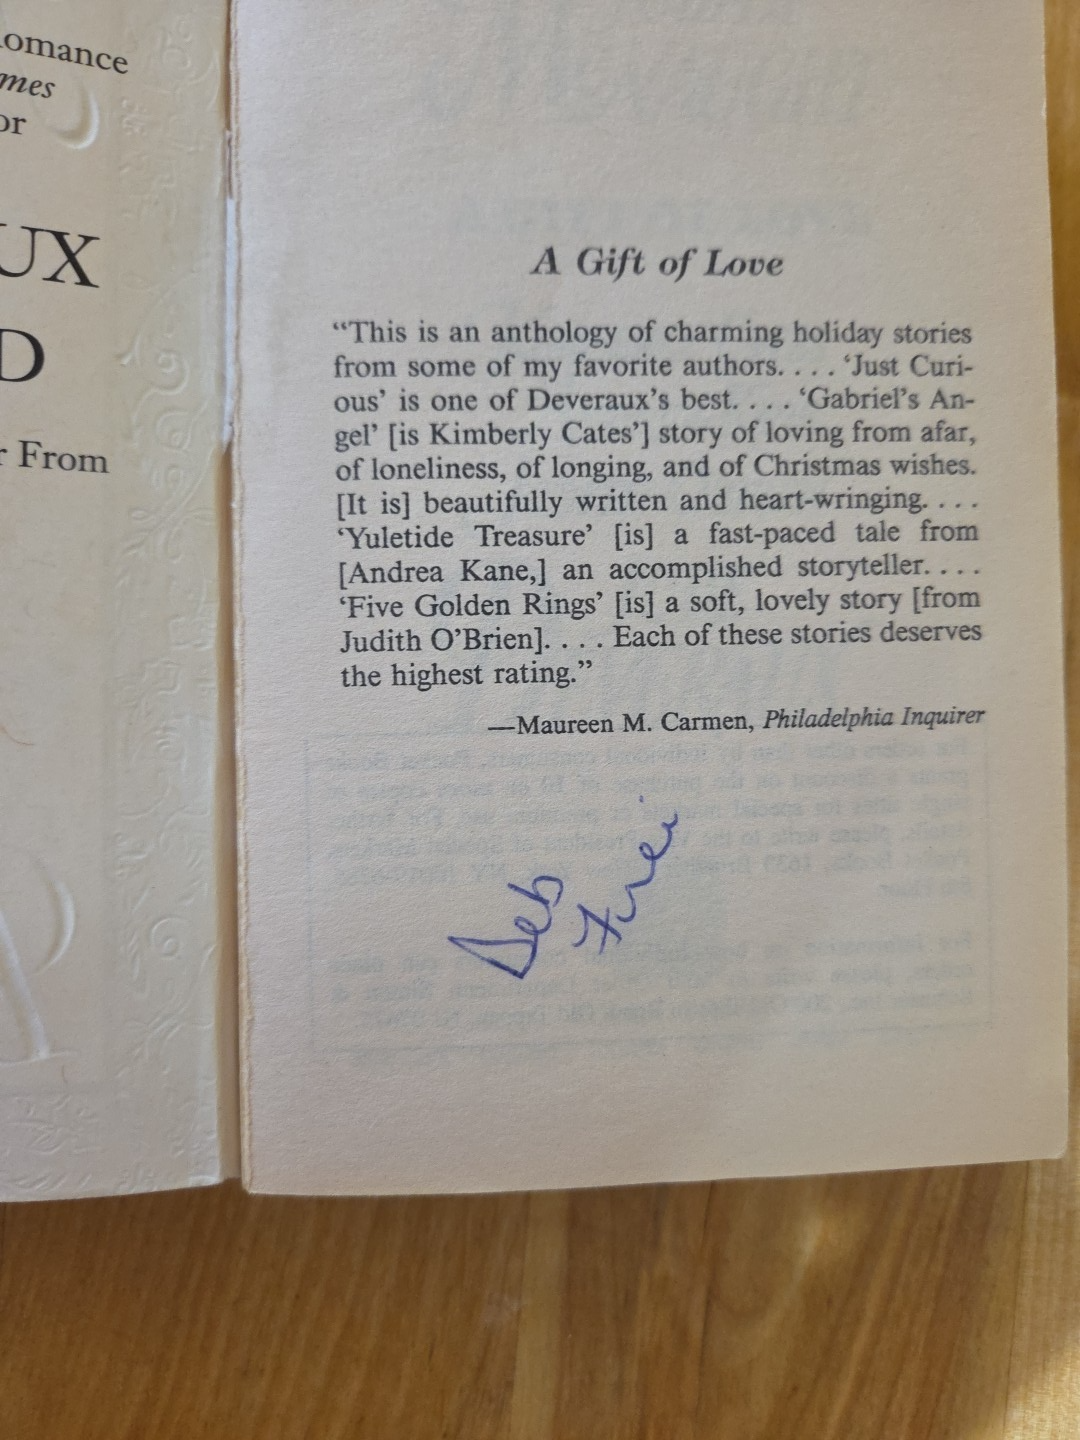 omance
mes
or
UX
D
r From
A Gift of Love
“This is an anthology of charming holiday stories
from some of my favorite authors. . . . ‘Just Curi-
ous’ is one of Deveraux’s best. . . . ‘Gabriel’s An-
gel’ [is Kimberly Cates’] story of loving from afar,
of loneliness, of longing, and of Christmas wishes.
[It is] beautifully written and heart-wringing. . . .
‘Yuletide Treasure’ [is] a fast-paced tale from
[Andrea Kane,] an accomplished storyteller. . . .
‘Five Golden Rings’ [is] a soft, lovely story [from
Judith O’Brien]. . . . Each of these stories deserves
the highest rating.”
—Maureen M. Carmen, Philadelphia Inquirer
Deb